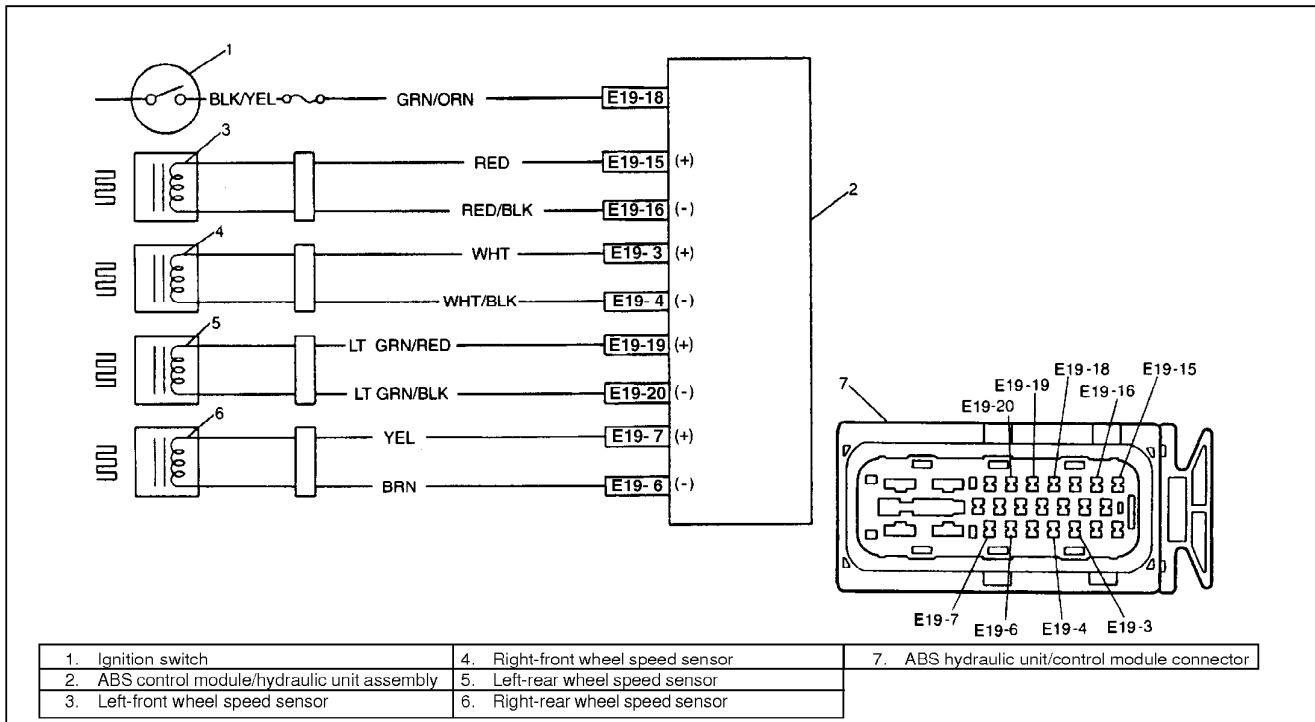 1
BLK/YEL
GRN/ORN
E19-18
3
RED
E19-15 (+)
2
RED/BLK
E19-16 (-)
4
WHT
E19- 3 (+)
WHT/BLK
E19- 4 (-)
5
LT GRN/RED
E19-19 (+)
LT GRN/BLK
E19-20 (-)
6
YEL
E19- 7 (+)
BRN
E19- 6 (-)
7
E19-20
E19-19
E19-18
E19-16
E19-15
E19-7
E19-6
E19-4
E19-3
1. Ignition switch
2. ABS control module/hydraulic unit assembly
3. Left-front wheel speed sensor
4. Right-front wheel speed sensor
5. Left-rear wheel speed sensor
6. Right-rear wheel speed sensor
7. ABS hydraulic unit/control module connector